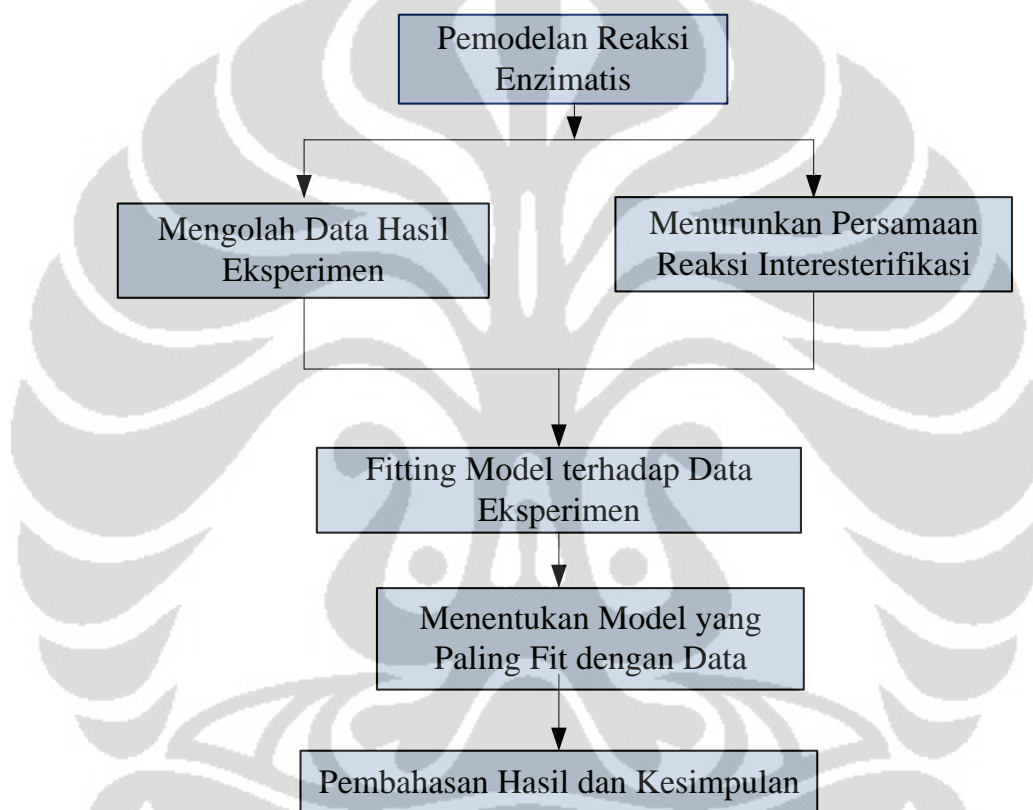 Pemodelan Reaksi
Enzimatis
Mengolah Data Hasil
Eksperimen
Menurunkan Persamaan
Reaksi Interesterifikasi
Fitting Model terhadap Data
Eksperimen
Menentukan Model yang
Paling Fit dengan Data
Pembahasan Hasil dan Kesimpulan